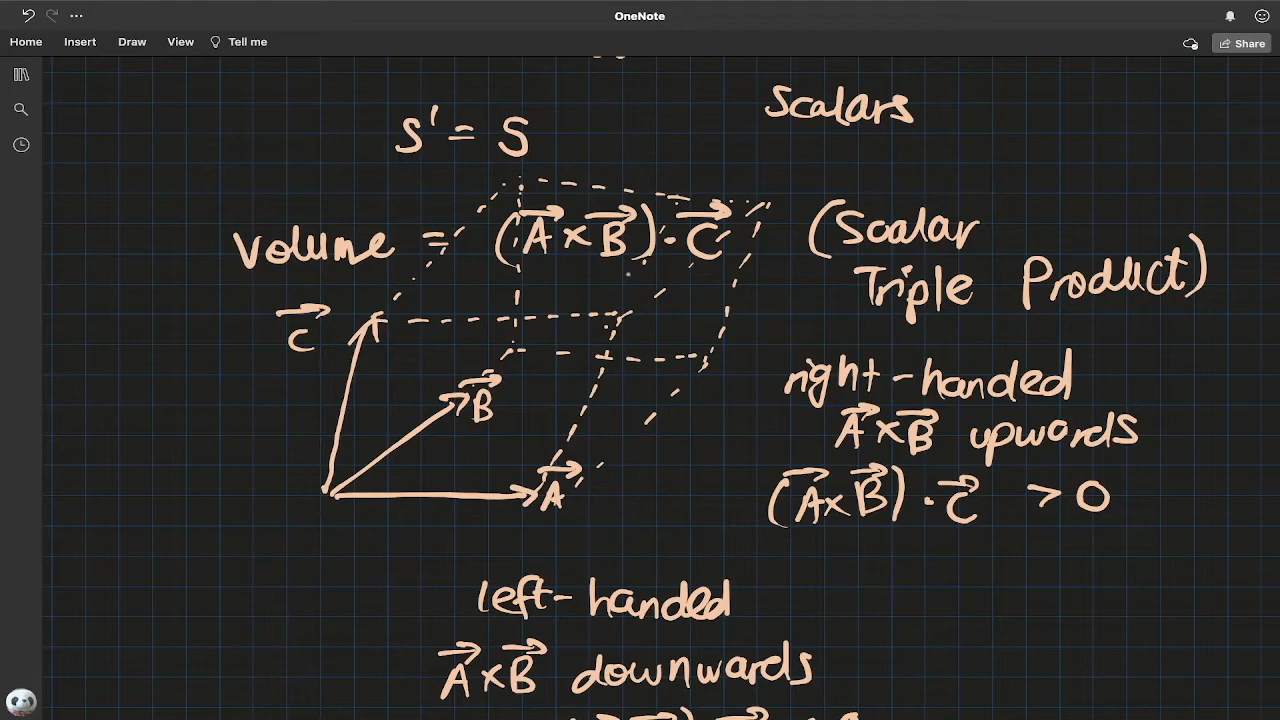 OneNote
Home Insert Draw View Tell me Share
Scalars
S' = S
Volume = (A⃗ × B⃗) · C⃗ (Scalar
Triple Product)
C⃗
B⃗
A⃗
right-handed
A⃗ × B⃗ upwards
(A⃗ × B⃗) · C⃗ > 0
left-handed
A⃗ × B⃗ downwards